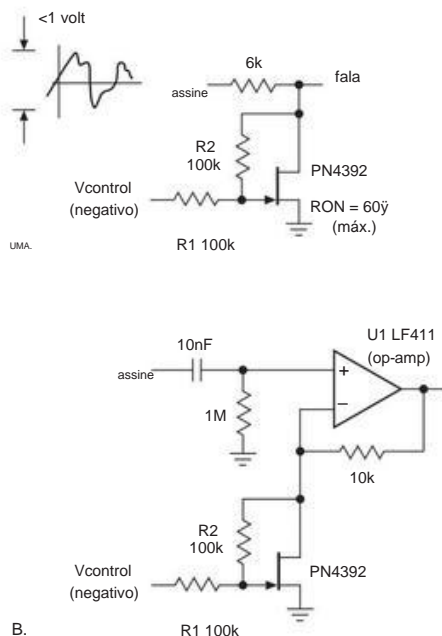 <1 volt
6k
assine
fala
R2
100k
PN4392
Vcontrol
(negativo)
RON = 60ÿ
(máx.)
UMA.
R1 100k
U1 LF411
(op-amp)
10nF
assine
+
–
1M
10k
R2
100k
Vcontrol
(negativo)
PN4392
B.
R1 100k